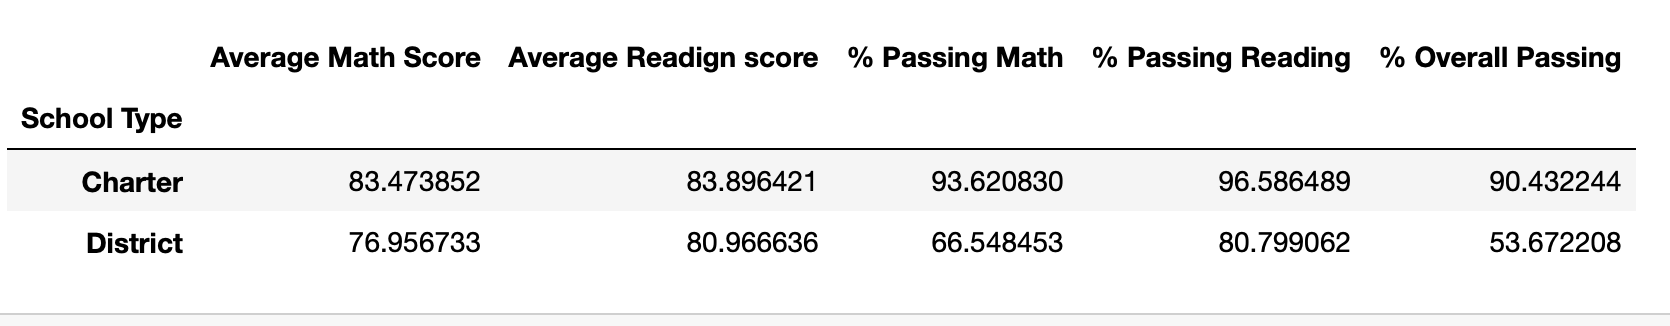 Average Math Score Average Readign score % Passing Math % Passing Reading % Overall Passing
School Type
Charter 83.473852 83.896421 93.620830 96.586489 90.432244
District 76.956733 80.966636 66.548453 80.799062 53.672208